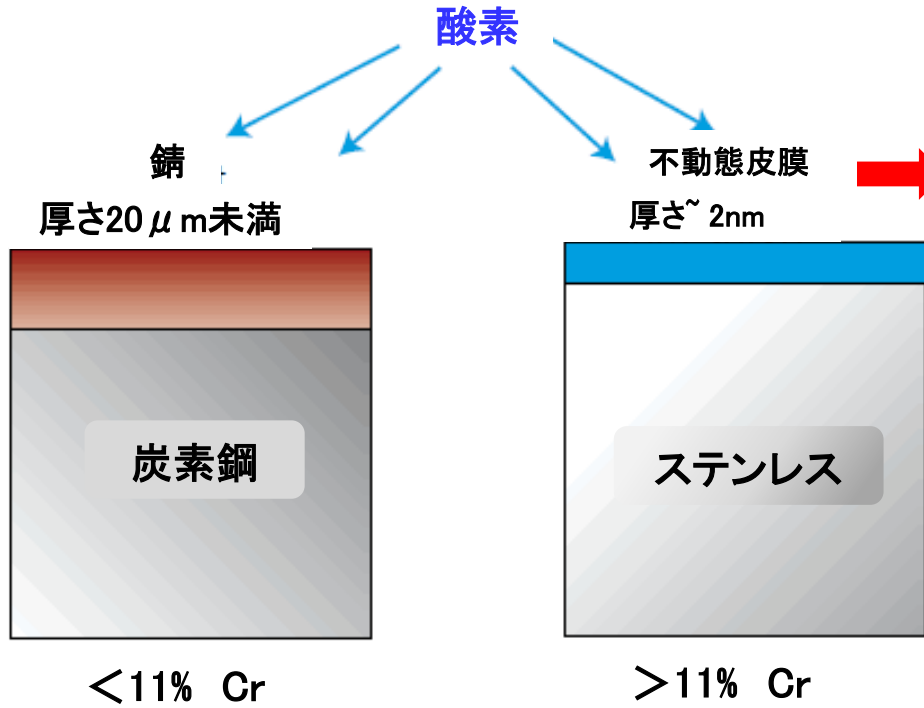 酸素
錆
厚さ20μm未満
不動態皮膜
厚さ~ 2nm
炭素鋼
ステンレス
<11% Cr
>11% Cr